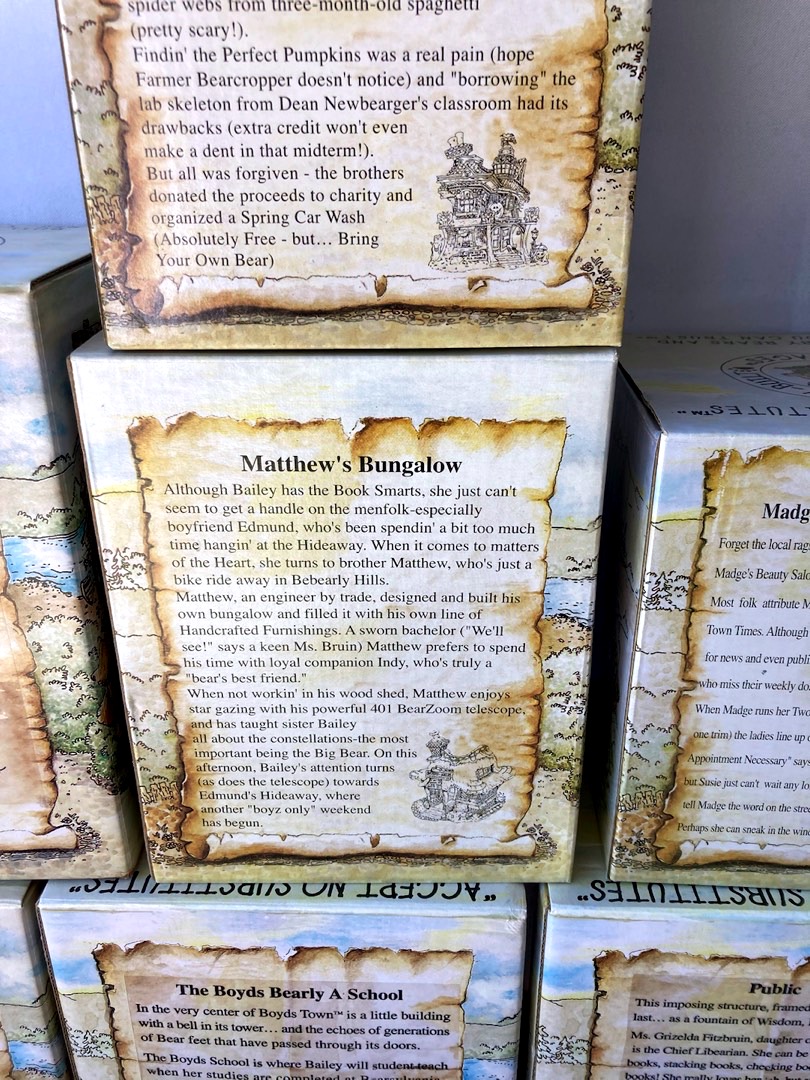 spider webs from three-month-old spaghetti
(pretty scary!).
Findin' the Perfect Pumpkins was a real pain (hope
Farmer Bearcropper doesn't notice) and "borrowing" the
lab skeleton from Dean Newbearger's classroom had its
drawbacks (extra credit won't even
make a dent in that midterm!).
But all was forgiven - the brothers
donated the proceeds to charity and
organized a Spring Car Wash
(Absolutely Free - but... Bring
Your Own Bear)
Matthew's Bungalow
Although Bailey has the Book Smarts, she just can't
seem to get a handle on the menfolk-especially
boyfriend Edmund, who's been spendin' a bit too much
time hangin' at the Hideaway. When it comes to matters
of the Heart, she turns to brother Matthew, who's just a
bike ride away in Bebearly Hills.
Matthew, an engineer by trade, designed and built his
own bungalow and filled it with his own line of
Handcrafted Furnishings. A sworn bachelor ("We'll
see!" says a keen Ms. Bruin) Matthew prefers to spend
his time with loyal companion Indy, who's truly a
"bear's best friend."
When not workin' in his wood shed, Matthew enjoys
star gazing with his powerful 401 BearZoom telescope,
and has taught sister Bailey
all about the constellations-the most
important being the Big Bear. On this
afternoon, Bailey's attention turns
(as does the telescope) towards
Edmund's Hideaway, where
another "boyz only" weekend
has begun.
Madg
Forget the local rag
Madge's Beauty Salo
Most folk attribute M
Town Times. Although
for news and even publi
who miss their weekly do
When Madge runs her Two
one trim) the ladies line up o
Appointment Necessary" says
but Susie just can't wait any lo
tell Madge the word on the stree
Perhaps she can sneak in the wind
"ACCEPT NO SUBSTITUTES"
SUBSTITUTES"
The Boyds Bearly A School
In the very center of Boyds Town™ is a little building
with a bell in its tower... and the echoes of generations
of Bear feet that have passed through its doors.
The Boyds School is where Bailey will student teach
when her studies are completed at Bearsylvania
Public
This imposing structure, framed
last... as a fountain of Wisdom,
Ms. Grizelda Fitzbruin, daughter o
is the Chief Libearian. She can be
books, stacking books, checking bo